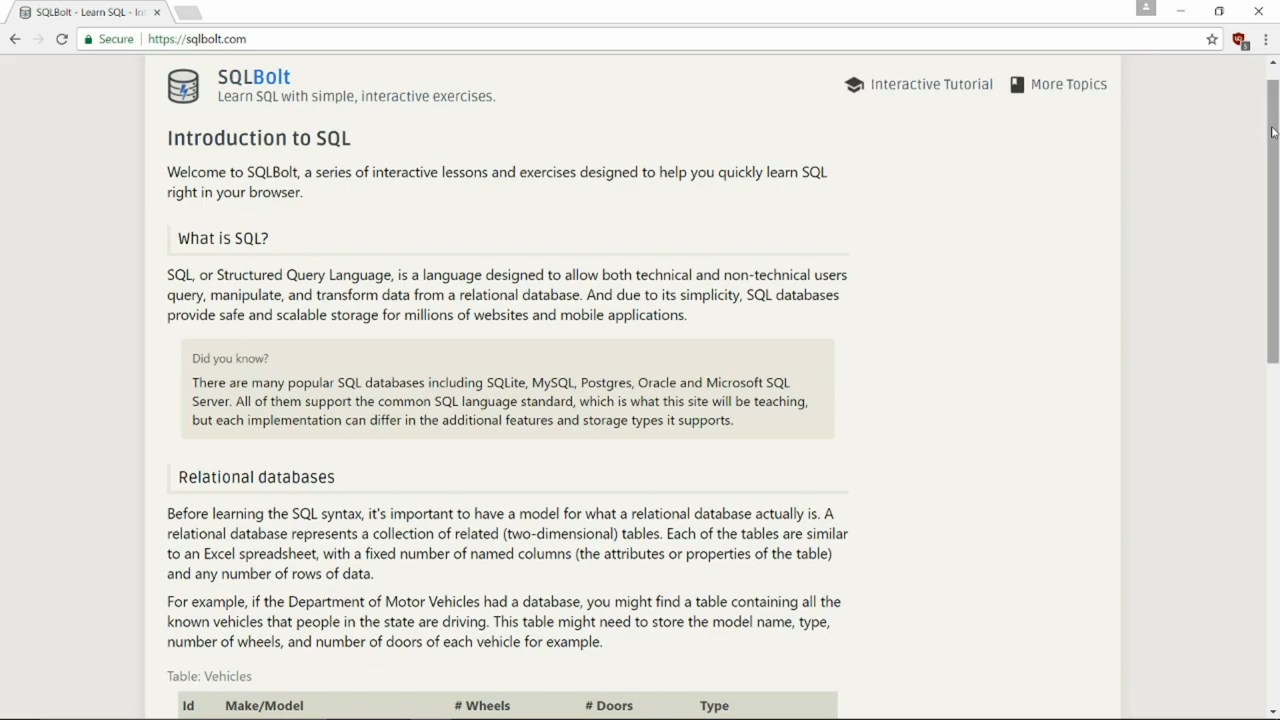 SQLBolt - Learn SQL - In
Secure https://sqlbolt.com
SQLBolt
Learn SQL with simple, interactive exercises.
Interactive Tutorial More Topics
Introduction to SQL
Welcome to SQLBolt, a series of interactive lessons and exercises designed to help you quickly learn SQL
right in your browser.
What is SQL?
SQL, or Structured Query Language, is a language designed to allow both technical and non-technical users
query, manipulate, and transform data from a relational database. And due to its simplicity, SQL databases
provide safe and scalable storage for millions of websites and mobile applications.
Did you know?
There are many popular SQL databases including SQLite, MySQL, Postgres, Oracle and Microsoft SQL
Server. All of them support the common SQL language standard, which is what this site will be teaching,
but each implementation can differ in the additional features and storage types it supports.
Relational databases
Before learning the SQL syntax, it's important to have a model for what a relational database actually is. A
relational database represents a collection of related (two-dimensional) tables. Each of the tables are similar
to an Excel spreadsheet, with a fixed number of named columns (the attributes or properties of the table)
and any number of rows of data.
For example, if the Department of Motor Vehicles had a database, you might find a table containing all the
known vehicles that people in the state are driving. This table might need to store the model name, type,
number of wheels, and number of doors of each vehicle for example.
Table: Vehicles
Id Make/Model # Wheels # Doors Type